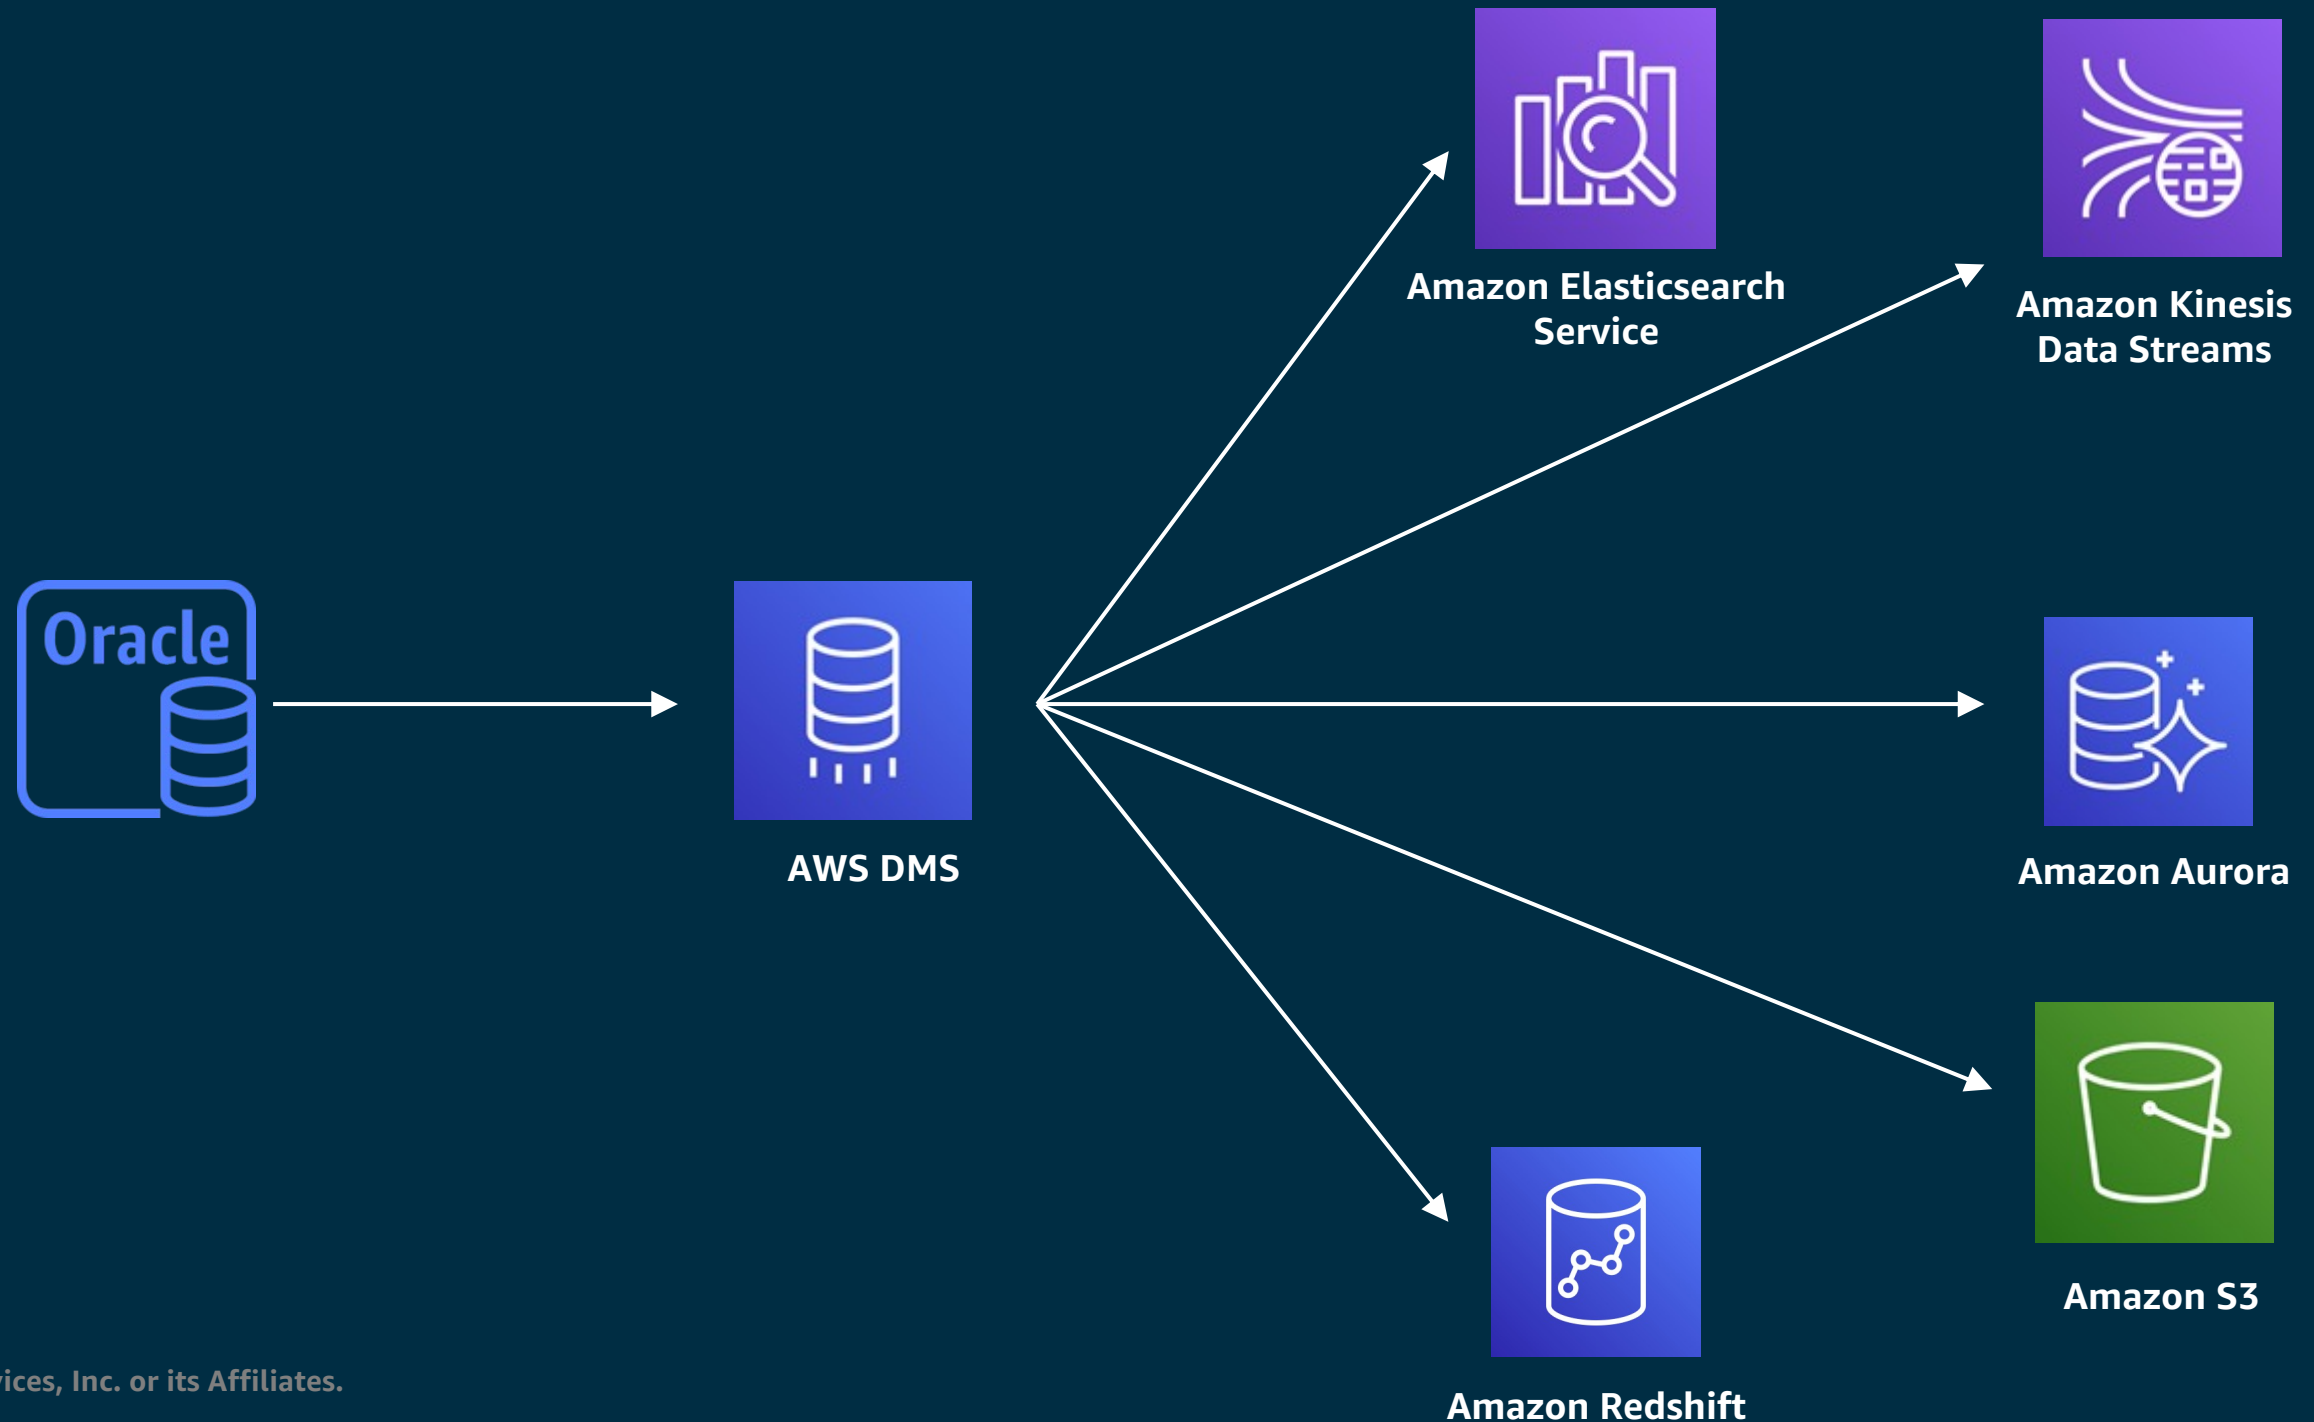 Amazon Elasticsearch
Service
Amazon Kinesis
Data Streams
Oracle
AWS DMS
Amazon Aurora
Amazon S3
Amazon Redshift
Inc. or its Affiliates.